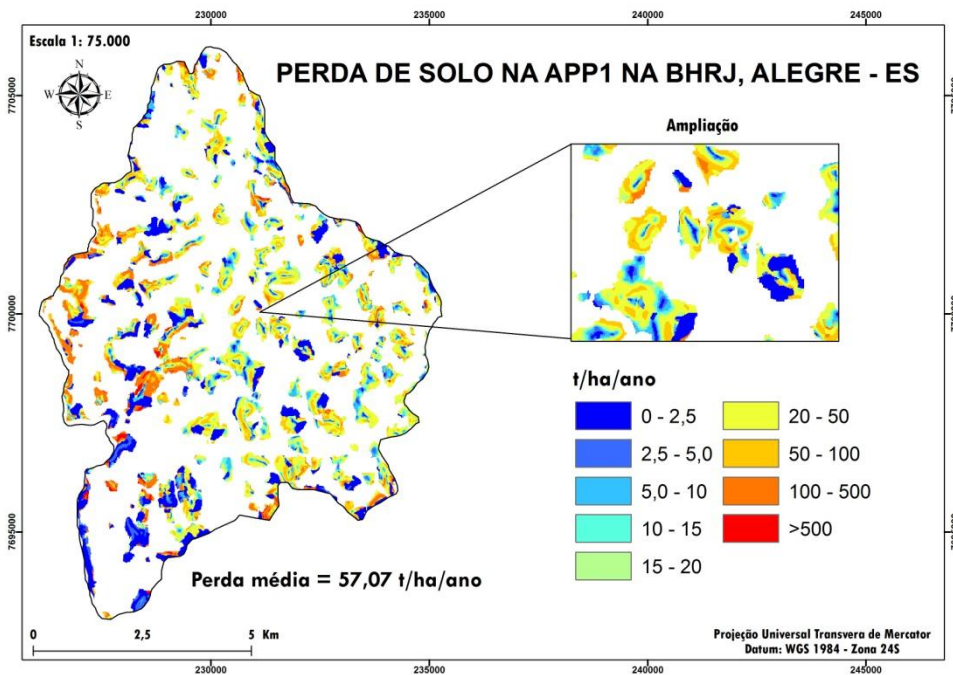 230000
235000
240000
245000
Escala 1: 75.000
N
W
E
S
PERDA DE SOLO NA APP1 NA BHRJ, ALEGRE - ES
7705000
7700000
7695000
Ampliação
t/ha/ano
0 - 2,5
2,5 - 5,0
5,0 - 10
10 - 15
15 - 20
20 - 50
50 - 100
100 - 500
>500
Perda média = 57,07 t/ha/ano
0 2,5 5 Km
Projeção Universal Transvera de Mercator
Datum: WGS 1984 - Zona 24S
230000
235000
240000
245000